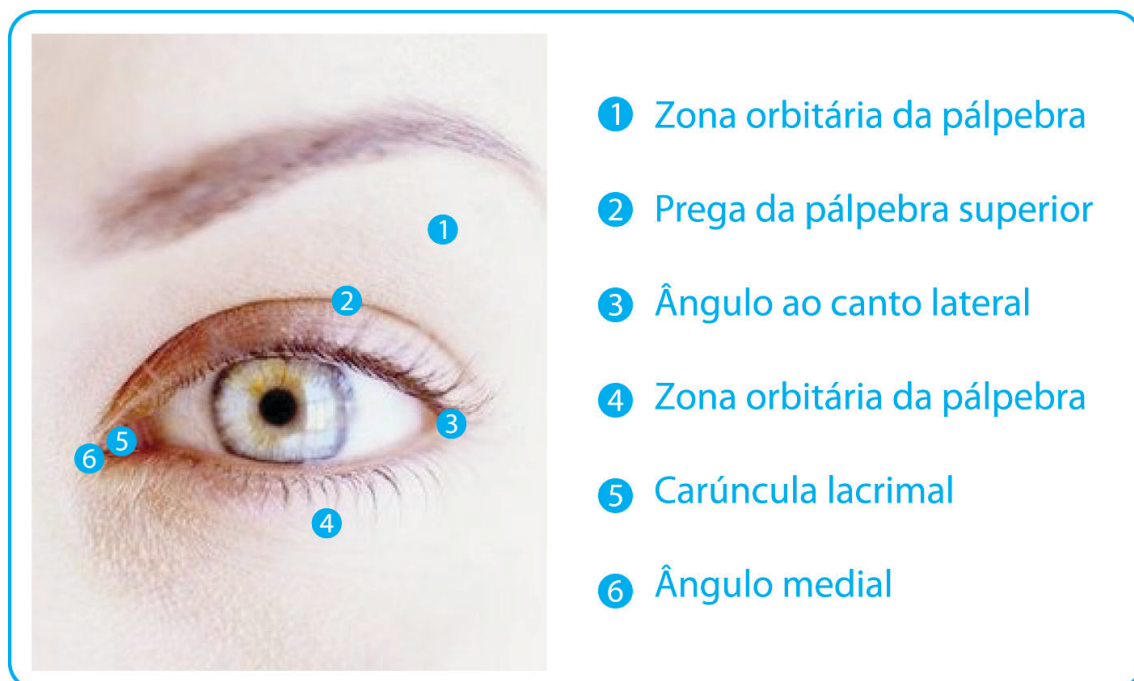 1 Zona orbitária da pálpebra
2 Prega da pálpebra superior
3 Ângulo ao canto lateral
4 Zona orbitária da pálpebra
5 Carúncula lacrimal
6 Ângulo medial
1
2
3
5
6
4